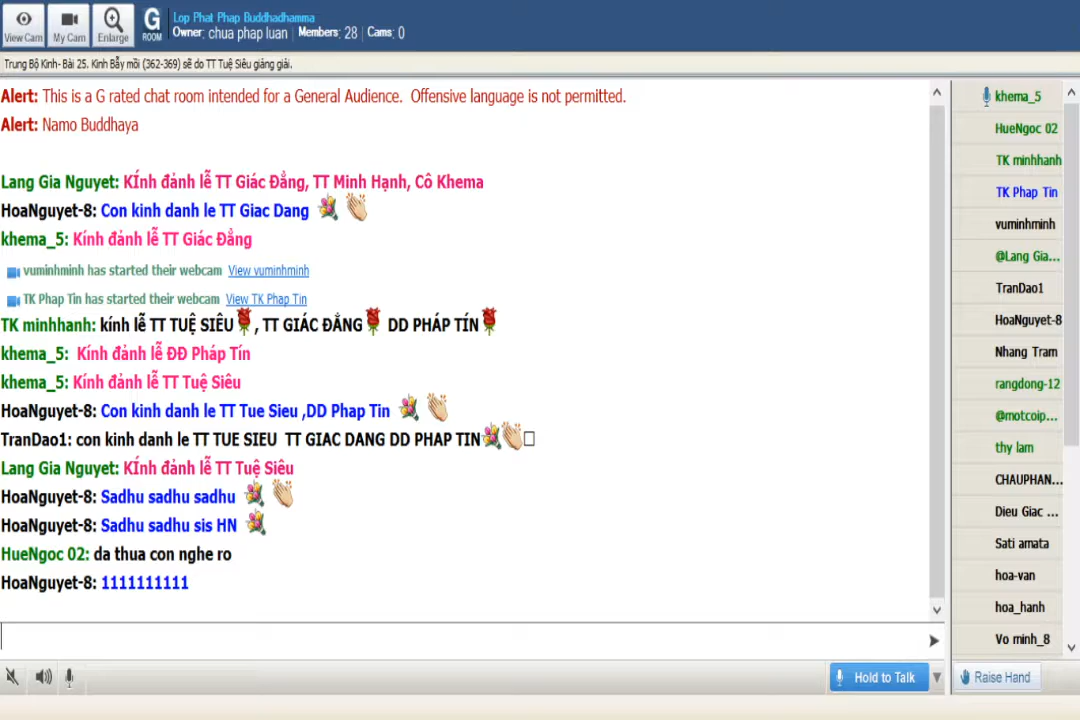 View Cam
My Cam
Enlarge
G
ROOM
Lop Phat Phap Buddhadhamma
Owner: chua phap luan | Members: 28 | Cams: 0
Trung Bộ Kinh- Bài 25. Kinh Bẫy mồi (362-369) sẽ do TT Tuệ Siêu giảng giải.
Alert: This is a G rated chat room intended for a General Audience. Offensive language is not permitted.
Alert: Namo Buddhaya
Lang Gia Nguyet: KÍnh đảnh lễ TT Giác Đẳng, TT Minh Hạnh, Cô Khema
HoaNguyet-8: Con kinh danh le TT Giac Dang
khema_5: Kính đảnh lễ TT Giác Đẳng
vuminhminh has started their webcam View vuminhminh
TK Phap Tin has started their webcam View TK Phap Tin
TK minhhanh: kính lễ TT TUỆ SIÊU, TT GIÁC ĐẲNG DD PHÁP TÍN
khema_5: Kính đảnh lễ ĐĐ Pháp Tín
khema_5: Kính đảnh lễ TT Tuệ Siêu
HoaNguyet-8: Con kinh danh le TT Tue Sieu ,DD Phap Tin
TranDao1: con kinh danh le TT TUE SIEU TT GIAC DANG DD PHAP TIN
Lang Gia Nguyet: KÍnh đảnh lễ TT Tuệ Siêu
HoaNguyet-8: Sadhu sadhu sadhu
HoaNguyet-8: Sadhu sadhu sis HN
HueNgoc 02: da thua con nghe ro
HoaNguyet-8: 1111111111
khema_5
HueNgoc 02
TK minhhanh
TK Phap Tin
vuminhminh
@Lang Gia...
TranDao1
HoaNguyet-8
Nhang Tram
rangdong-12
@motcoip...
thy lam
CHAUPHAN...
Dieu Giac ...
Sati amata
hoa-van
hoa_hanh
Vo minh_8
Hold to Talk
Raise Hand